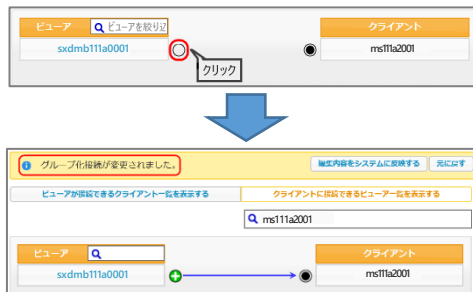 ビューア ビューアを絞り込
クライアント
sxdmb111a0001
ms111a2001
クリック
グループ化接続が変更されました。
編集内容をシステムに反映する
元に戻す
ビューアが接続できるクライアント一覧を表示する
クライアントに接続できるビューアー覧を表示する
ms111a2001
ビューア
クライアント
sxdmb111a0001
ms111a2001